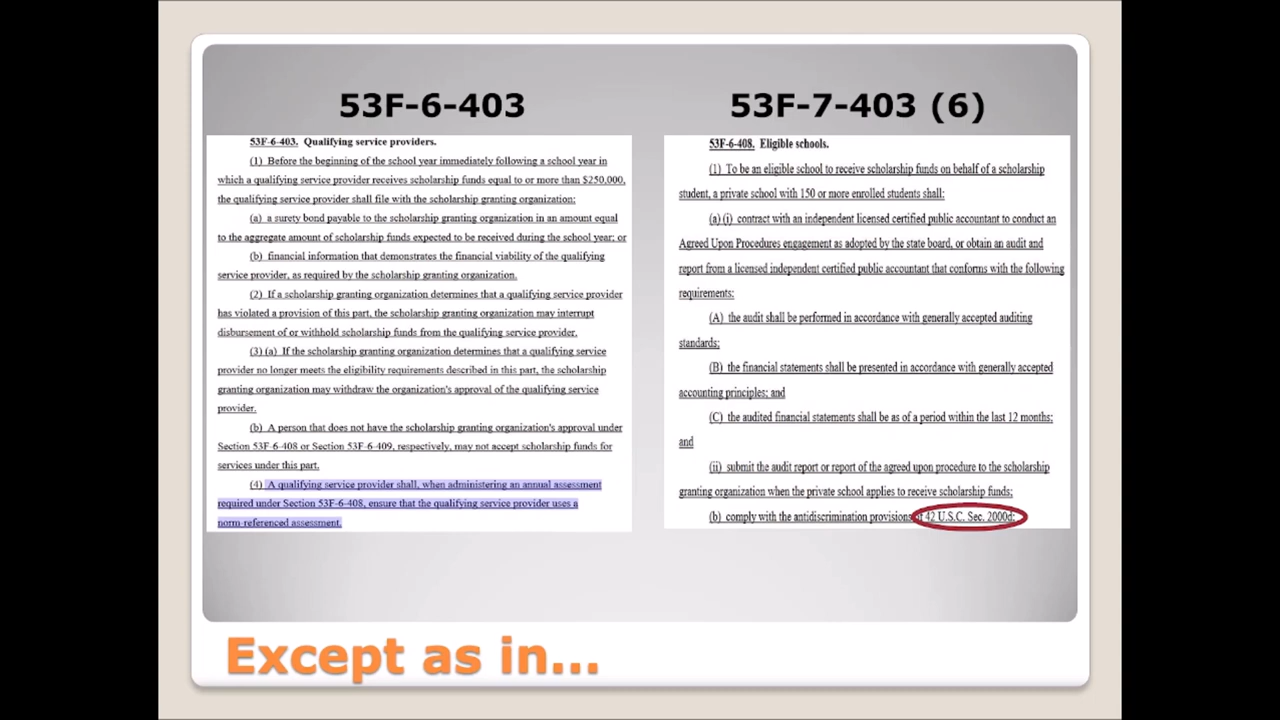 53F-6-403
53F-6-403. Qualifying service providers.
(1) Before the beginning of the school year immediately following a school year in
which a qualifying service provider receives scholarship funds equal to or more than $250,000,
the qualifying service provider shall file with the scholarship granting organization:
(a) a surety bond payable to the scholarship granting organization in an amount equal
to the aggregate amount of scholarship funds expected to be received during the school year; or
(b) financial information that demonstrates the financial viability of the qualifying
service provider, as required by the scholarship granting organization.
(2) If a scholarship granting organization determines that a qualifying service provider
has violated a provision of this part, the scholarship granting organization may interrupt
disbursement of or withhold scholarship funds from the qualifying service provider.
(3) (a) If the scholarship granting organization determines that a qualifying service
provider no longer meets the eligibility requirements described in this part, the scholarship
granting organization may withdraw the organization's approval of the qualifying service
provider.
(b) A person that does not have the scholarship granting organization's approval under
Section 53F-6-408 or Section 53F-6-409, respectively, may not accept scholarship funds for
services under this part.
(4) A qualifying service provider shall, when administering an annual assessment
required under Section 53F-6-408, ensure that the qualifying service provider uses a
norm-referenced assessment.
53F-7-403 (6)
53F-6-408. Eligible schools.
(1) To be an eligible school to receive scholarship funds on behalf of a scholarship
student, a private school with 150 or more enrolled students shall:
(a) (i) contract with an independent licensed certified public accountant to conduct an
Agreed Upon Procedures engagement as adopted by the state board, or obtain an audit and
report from a licensed independent certified public accountant that conforms with the following
requirements:
(A) the audit shall be performed in accordance with generally accepted auditing
standards;
(B) the financial statements shall be presented in accordance with generally accepted
accounting principles; and
(C) the audited financial statements shall be as of a period within the last 12 months;
and
(ii) submit the audit report or report of the agreed upon procedure to the scholarship
granting organization when the private school applies to receive scholarship funds;
(b) comply with the antidiscrimination provisions of 42 U.S.C. Sec. 2000d;
Except as in...